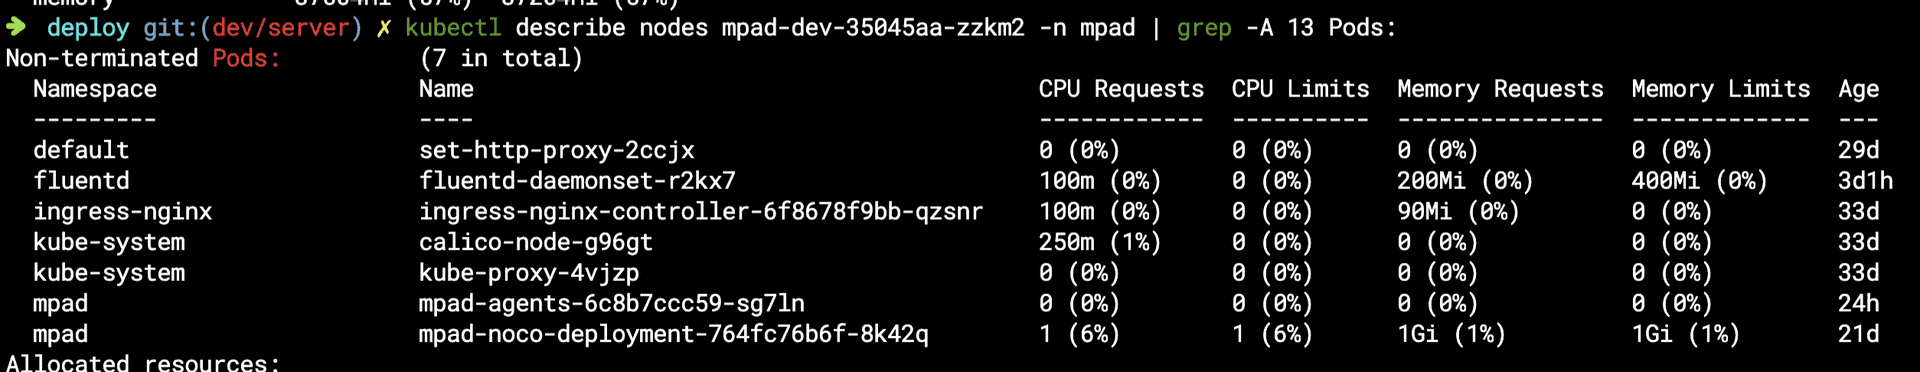 ➜  deploy git:(dev/server) ✗ kubectl describe nodes mpad-dev-35045aa-zzkm2 -n mpad | grep -A 13 Pods:
Non-terminated Pods:          (7 in total)
  Namespace                   Name                                         CPU Requests  CPU Limits  Memory Requests  Memory Limits  Age
  ---------                   ----                                         ------------  ----------  ---------------  -------------  ---
  default                     set-http-proxy-2ccjx                         0 (0%)        0 (0%)      0 (0%)           0 (0%)         29d
  fluentd                     fluentd-daemonset-r2kx7                      100m (0%)     0 (0%)      200Mi (0%)       400Mi (0%)     3d1h
  ingress-nginx               ingress-nginx-controller-6f8678f9bb-qzsnr    100m (0%)     0 (0%)      90Mi (0%)        0 (0%)         33d
  kube-system                 calico-node-g96gt                            250m (1%)     0 (0%)      0 (0%)           0 (0%)         33d
  kube-system                 kube-proxy-4vjzp                             0 (0%)        0 (0%)      0 (0%)           0 (0%)         33d
  mpad                        mpad-agents-6c8b7ccc59-sg7ln                 0 (0%)        0 (0%)      0 (0%)           0 (0%)         24h
  mpad                        mpad-noco-deployment-764fc76b6f-8k42q        1 (6%)        1 (6%)      1Gi (1%)         1Gi (1%)       21d
Allocated resources: